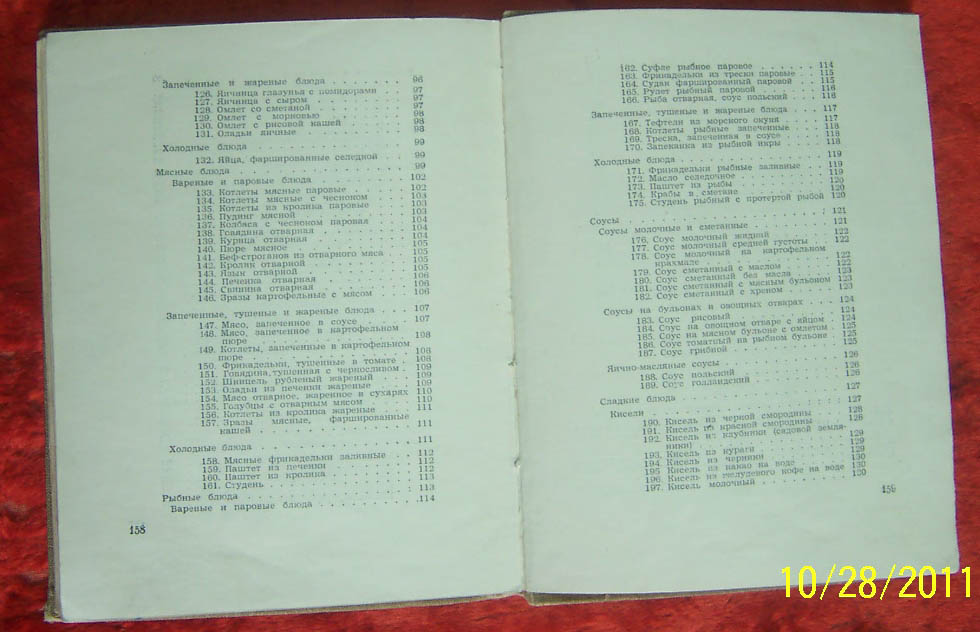 Запеченные и жареные блюда . . . . . . . 96
126. Яичница глазунья с помидорами . . 97
127. Яичница с сыром . . . . . . . . 97
128. Омлет со сметаной . . . . . . . 97
129. Омлет с морковью . . . . . . . 98
130. Омлет с рисовой кашей . . . . . 98
131. Оладьи яичные . . . . . . . . . 98
Холодные блюда . . . . . . . . . . . . 99
132. Яйца, фаршированные селедкой . . 99
Мясные блюда . . . . . . . . . . . . . 99
Вареные и паровые блюда . . . . . . . . 102
133. Котлеты мясные паровые . . . . . 102
134. Котлеты мясные с чесноком . . . 103
135. Котлеты из кролика паровые . . . 103
136. Пудинг мясной . . . . . . . . . 103
137. Колбаса с чесноком паровая . . . 104
138. Говядина отварная . . . . . . . 104
139. Курица отварная . . . . . . . . 104
140. Пюре мясное . . . . . . . . . . 105
141. Беф-строганов из отварного мяса . 105
142. Кролик отварной . . . . . . . . 105
143. Язык отварной . . . . . . . . . 105
144. Печенка отварная . . . . . . . 106
145. Свинина отварная . . . . . . . 106
146. Зразы картофельные с мясом . . . 106
Запеченные, тушеные и жареные блюда . . . 107
147. Мясо, запеченное в соусе . . . . 107
148. Мясо, запеченное в картофельном
пюре . . . . . . . . . . . . . 108
149. Котлеты, запеченные в картофельном
пюре . . . . . . . . . . . . . 108
150. Фрикадельки, тушенные в томате . 108
151. Говядина, тушенная с черносливом . 109
152. Шницель рубленый жареный . . . . 109
153. Оладьи из печенки жареные . . . 109
154. Мясо отварное, жаренное в сухарях 110
155. Голубцы с отварным мясом . . . . 110
156. Котлеты из кролика жареные . . . 111
157. Зразы мясные, фаршированные
кашей . . . . . . . . . . . . 111
Холодные блюда . . . . . . . . . . . . 111
158. Мясные фрикадельки заливные . . 112
159. Паштет из печенки . . . . . . . 112
160. Паштет из кролика . . . . . . . 112
161. Студень . . . . . . . . . . . . 113
Рыбные блюда . . . . . . . . . . . . . 113
Вареные и паровые блюда . . . . . . . . 114
158
162. Суфле рыбное паровое . . . . . . 114
163. Фрикадельки из трески паровые . . 115
164. Судак фаршированный паровой . . 115
165. Рулет рыбный паровой . . . . . . 116
166. Рыба отварная, соус польский . . 116
Запеченные, тушеные и жареные блюда . . . 117
167. Тефтели из морского окуня . . . 117
168. Котлеты рыбные запеченные . . . 118
169. Треска, запеченная в соусе . . . 118
170. Запеканка из рыбной икры . . . . 118
Холодные блюда . . . . . . . . . . . . 119
171. Фрикадельки рыбные заливные . . 119
172. Масло селедочное . . . . . . . . 119
173. Паштет из рыбы . . . . . . . . . 120
174. Крабы в сметане . . . . . . . . 120
175. Студень рыбный с протертой рыбой 120
Соусы . . . . . . . . . . . . . . . . 121
Соусы молочные и сметанные . . . . . . . 121
176. Соус молочный жидкий . . . . . . 122
177. Соус молочный средней густоты . . 122
178. Соус молочный на картофельном
крахмале . . . . . . . . . . . 122
179. Соус сметанный с маслом . . . . . 122
180. Соус сметанный без масла . . . . 123
181. Соус сметанный с мясным бульоном 123
182. Соус сметанный с хреном . . . . . 123
Соусы на бульонах и овощных отварах . . . 124
183. Соус рисовый . . . . . . . . . . 124
184. Соус на овощном отваре с яйцом . . 124
185. Соус на мясном бульоне с омлетом . 125
186. Соус томатный на рыбном бульоне . 125
187. Соус грибной . . . . . . . . . . 125
Яично-масляные соусы . . . . . . . . . 126
188. Соус польский . . . . . . . . . 126
189. Соус голландский . . . . . . . . 126
Сладкие блюда . . . . . . . . . . . . 127
Кисели . . . . . . . . . . . . . . . 127
190. Кисель из черной смородины . . . 128
191. Кисель из красной смородины . . . 128
192. Кисель из клубники (садовой земля-
ники) . . . . . . . . . . . . 129
193. Кисель из кураги . . . . . . . . 129
194. Кисель из черники . . . . . . . 129
195. Кисель из какао на воде . . . . . 130
196. Кисель из желудевого кофе на воде 130
197. Кисель молочный . . . . . . . . 130
159
10/28/2011